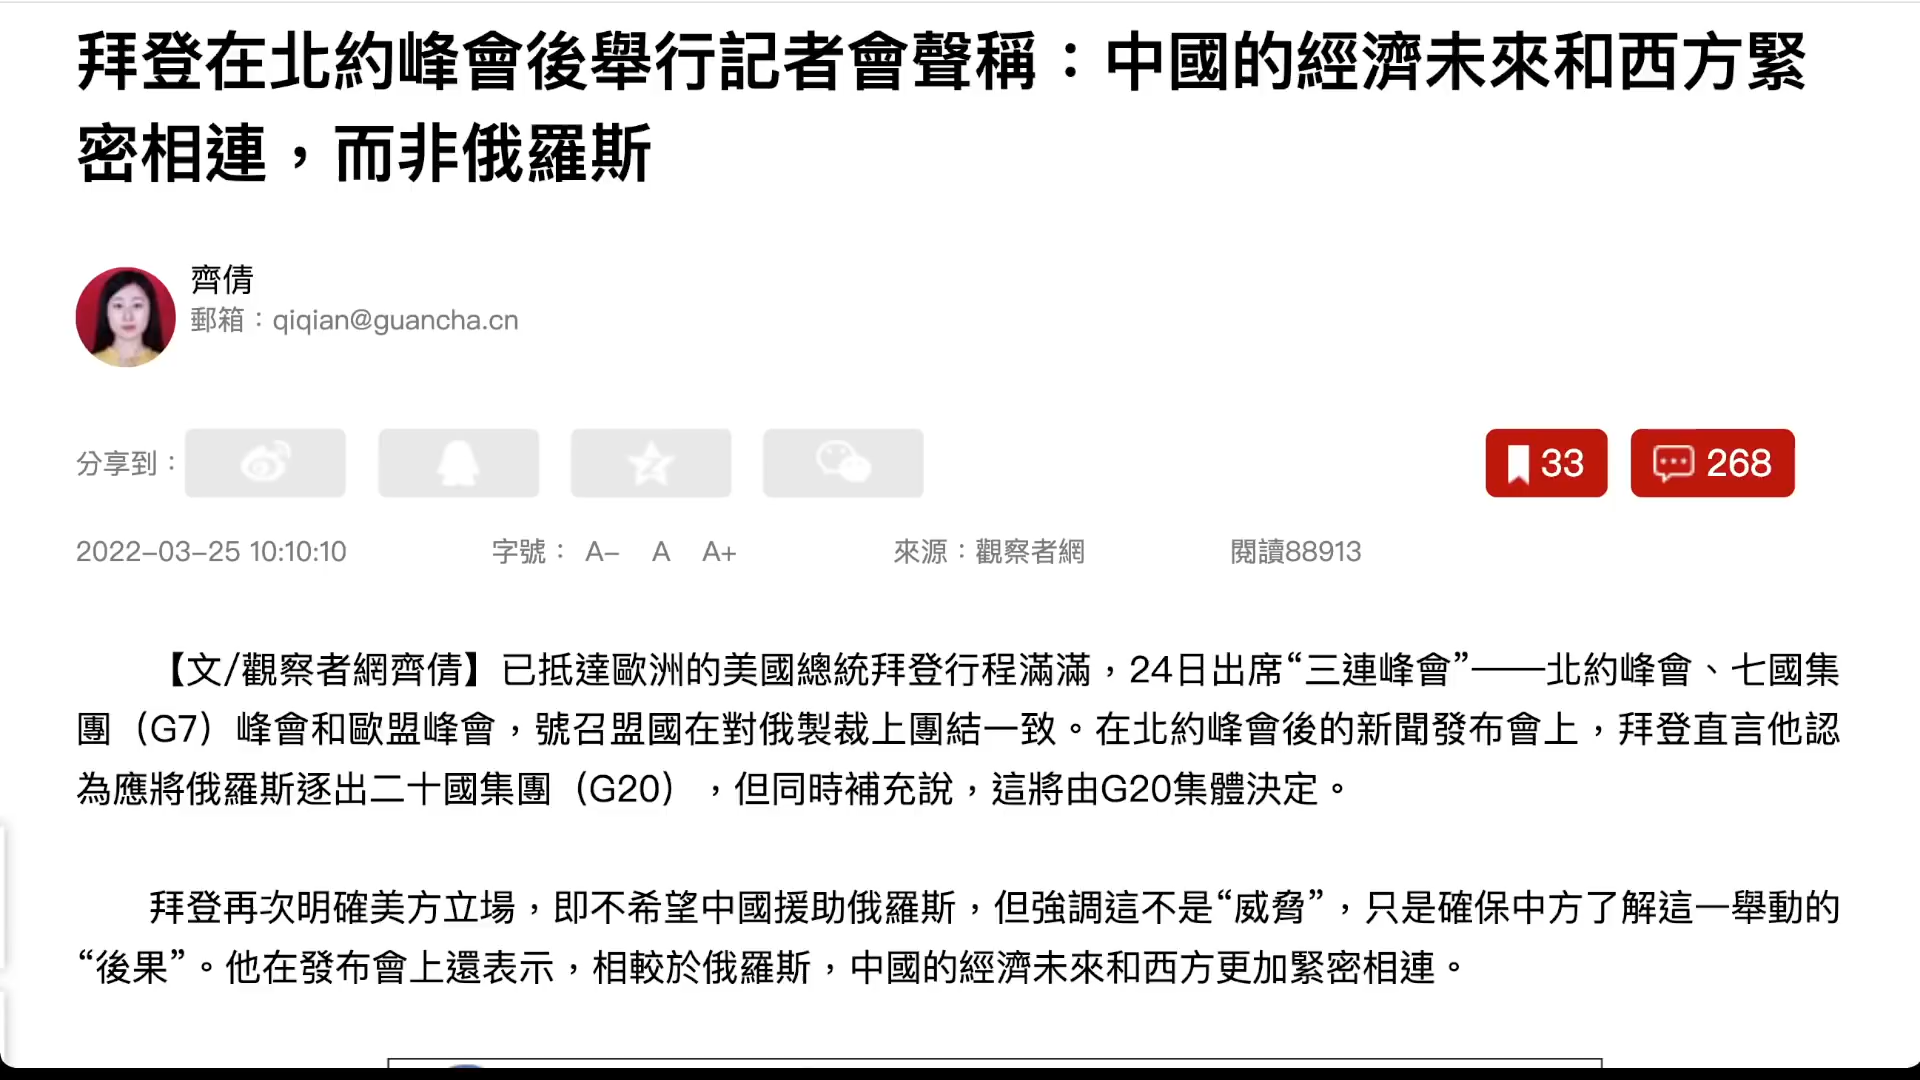 拜登在北約峰會後舉行記者會聲稱：中國的經濟未來和西方緊
密相連，而非俄羅斯
齊倩
郵箱：qiqian@guancha.cn
分享到：
33
268
2022-03-25 10:10:10
字號： A- A A+
來源：觀察者網
閱讀88913
【文/觀察者網齊倩】已抵達歐洲的美國總統拜登行程滿滿，24日出席“三連峰會”——北約峰會、七國集
團（G7）峰會和歐盟峰會，號召盟國在對俄製裁上團結一致。在北約峰會後的新聞發布會上，拜登直言他認
為應將俄羅斯逐出二十國集團（G20），但同時補充說，這將由G20集體決定。
拜登再次明確美方立場，即不希望中國援助俄羅斯，但強調這不是“威脅”，只是確保中方了解這一舉動的
“後果”。他在發布會上還表示，相較於俄羅斯，中國的經濟未來和西方更加緊密相連。